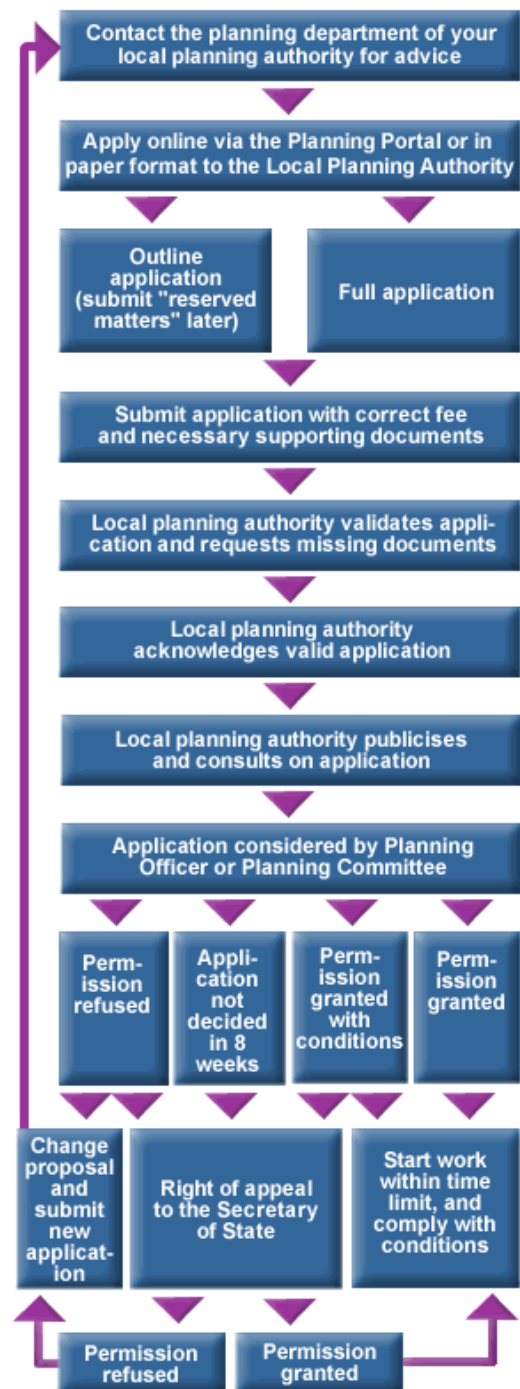 Contact the planning department of your
local planning authority for advice
Apply online via the Planning Portal or in
paper format to the Local Planning Authority
Outline
application
(submit "reserved
matters" later)
Full application
Submit application with correct fee
and necessary supporting documents
Local planning authority validates appli-
cation and requests missing documents
Local planning authority
acknowledges valid application
Local planning authority publicises
and consults on application
Application considered by Planning
Officer or Planning Committee
Perm-
ission
refused
Appli-
cation
not
decided
in 8
weeks
Perm-
ission
granted
with
conditions
Perm-
ission
granted
Change
proposal
and
submit
new
applicat-
ion
Right of appeal
to the Secretary
of State
Start work
within time
limit, and
comply with
conditions
Permission
refused
Permission
granted